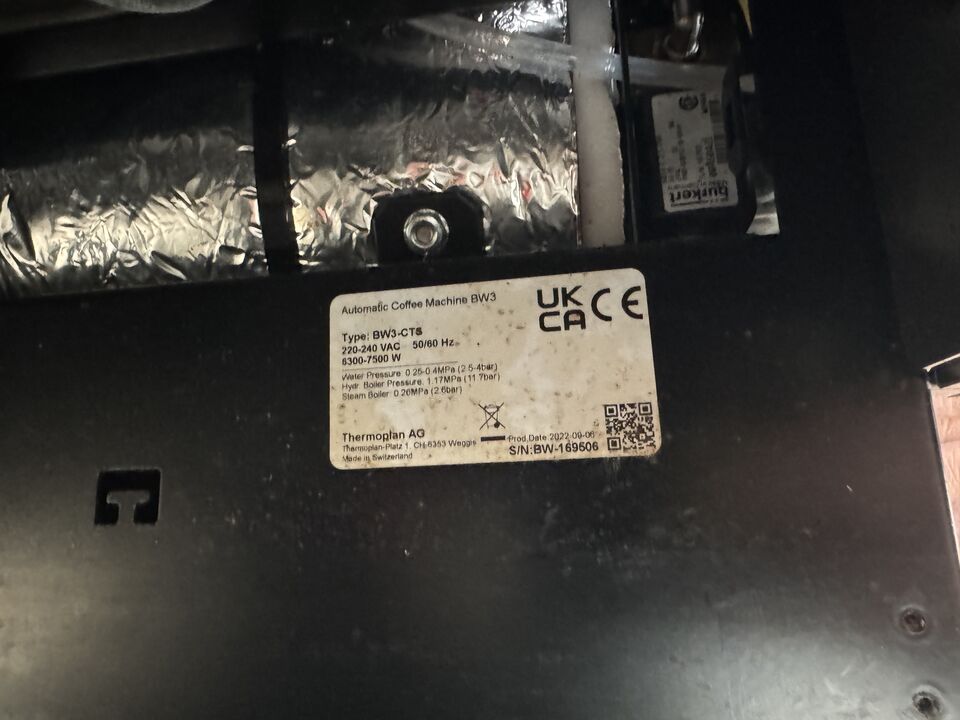 Automatic Coffee Machine BW3
UK
CA CE
Type: BW3-CTS
220-240 VAC 50/60 Hz
6300-7500 W
Water Pressure: 0.25-0.4MPa (2.5-4bar)
Hydr. Boiler Pressure: 1.17MPa (11.7bar)
Steam Boiler: 0.26MPa (2.6bar)
Thermoplan AG
Thermoplan-Platz 1, CH-6353 Weggis
Made in Switzerland
Prod.Date:2022-09-06
S/N:BW-169506
burkert